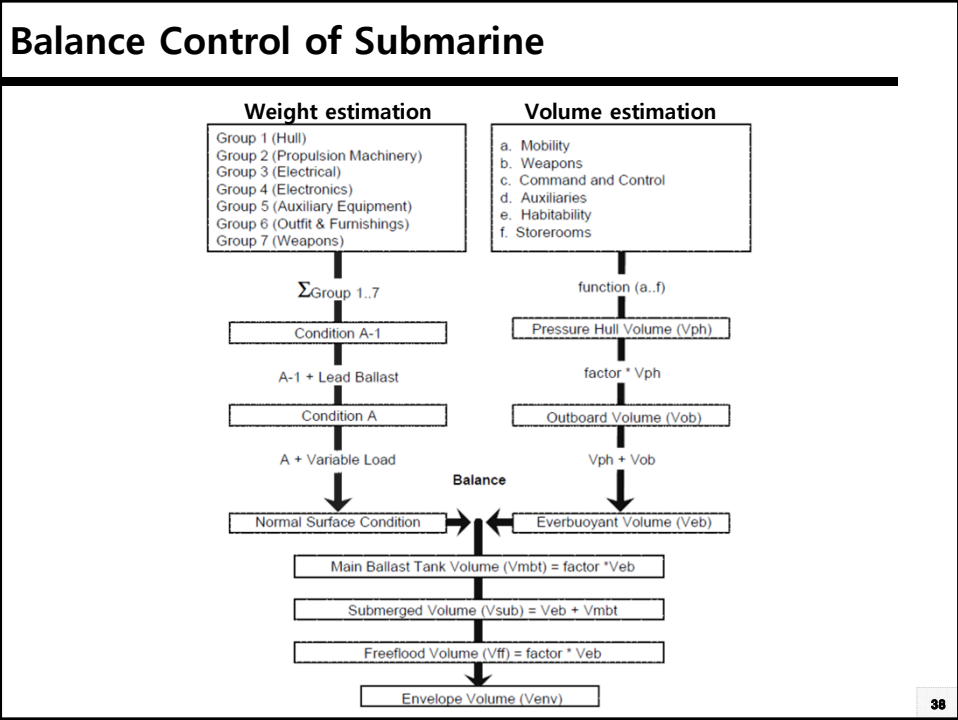 Balance Control of Submarine
Weight estimation
Group 1 (Hull)
Group 2 (Propulsion Machinery)
Group 3 (Electrical)
Group 4 (Electronics)
Group 5 (Auxiliary Equipment)
Group 6 (Outfit & Furnishings)
Group 7 (Weapons)
ΣGroup 1..7
Condition A-1
A-1 + Lead Ballast
Condition A
A + Variable Load
Normal Surface Condition
Volume estimation
a. Mobility
b. Weapons
c. Command and Control
d. Auxiliaries
e. Habitability
f. Storerooms
function (a..f)
Pressure Hull Volume (Vph)
factor * Vph
Outboard Volume (Vob)
Vph + Vob
Everbuoyant Volume (Veb)
Balance
Main Ballast Tank Volume (Vmbt) = factor *Veb
Submerged Volume (Vsub) = Veb + Vmbt
Freeflood Volume (Vff) = factor * Veb
Envelope Volume (Venv)
38